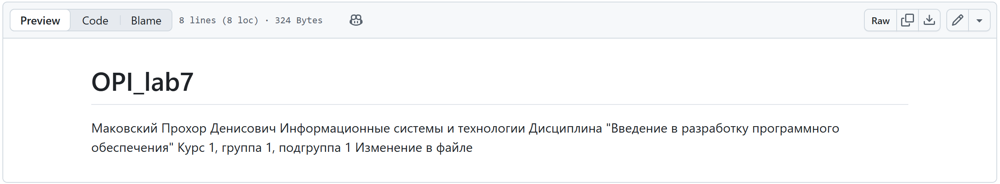 Preview Code Blame 8 lines (8 loc) · 324 Bytes Raw
OPI_lab7
Маковский Прохор Денисович Информационные системы и технологии Дисциплина "Введение в разработку программного
обеспечения" Курс 1, группа 1, подгруппа 1 Изменение в файле